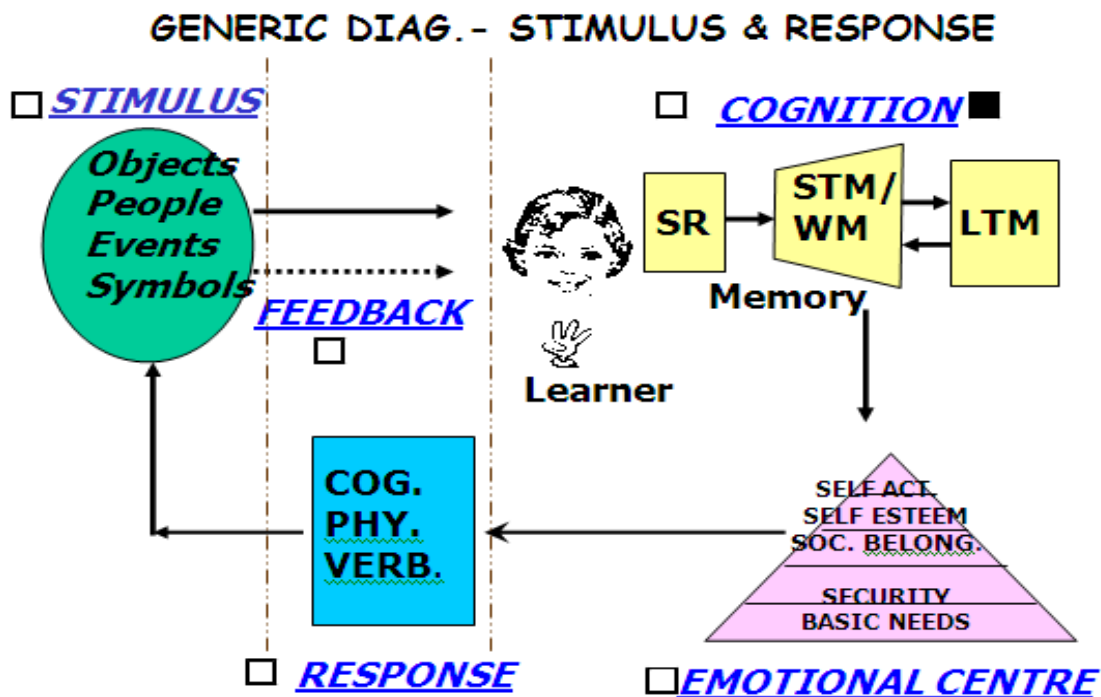 GENERIC DIAG.- STIMULUS & RESPONSE
STIMULUS
COGNITION
Objects
People
Events
Symbols
SR
STM/
WM
LTM
Memory
FEEDBACK
Learner
COG.
PHY.
VERB.
SELF ACT.
SELF ESTEEM
SOC. BELONG.
SECURITY
BASIC NEEDS
RESPONSE
EMOTIONAL CENTRE